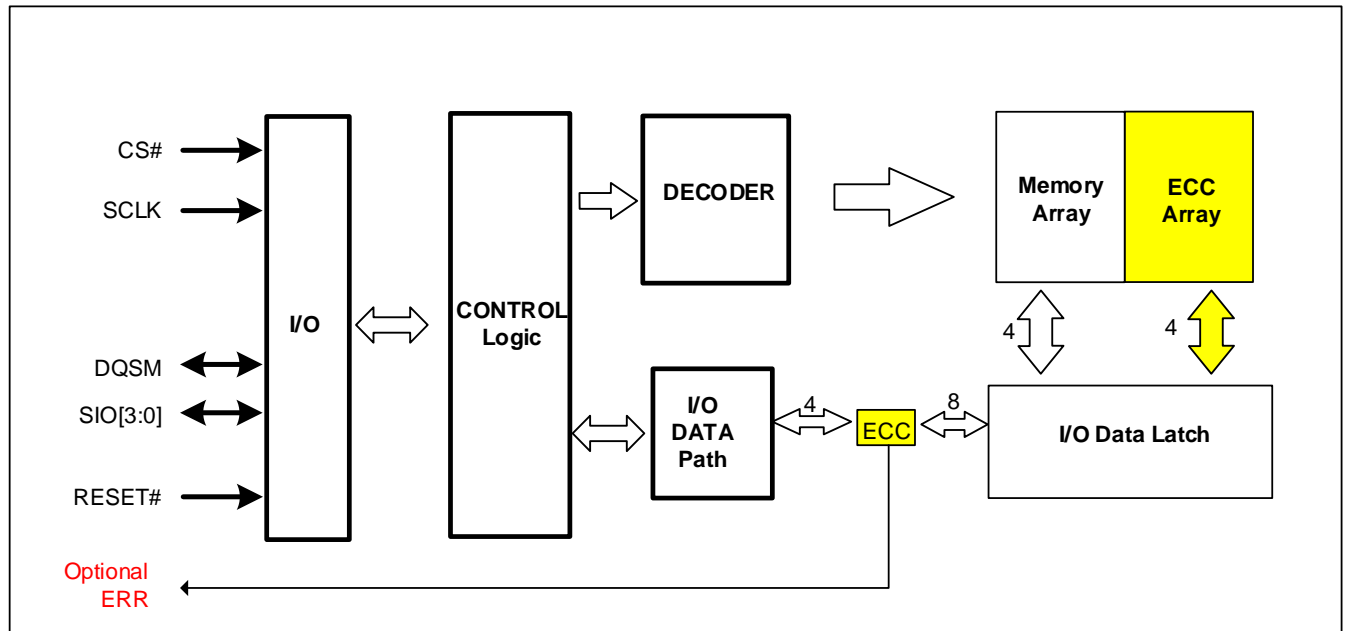 CS#
SCLK
DQSM
SIO[3:0]
RESET#
Optional
ERR
I/O
CONTROL
Logic
DECODER
I/O
DATA
Path
4
ECC
8
Memory
Array
ECC
Array
4
4
I/O Data Latch